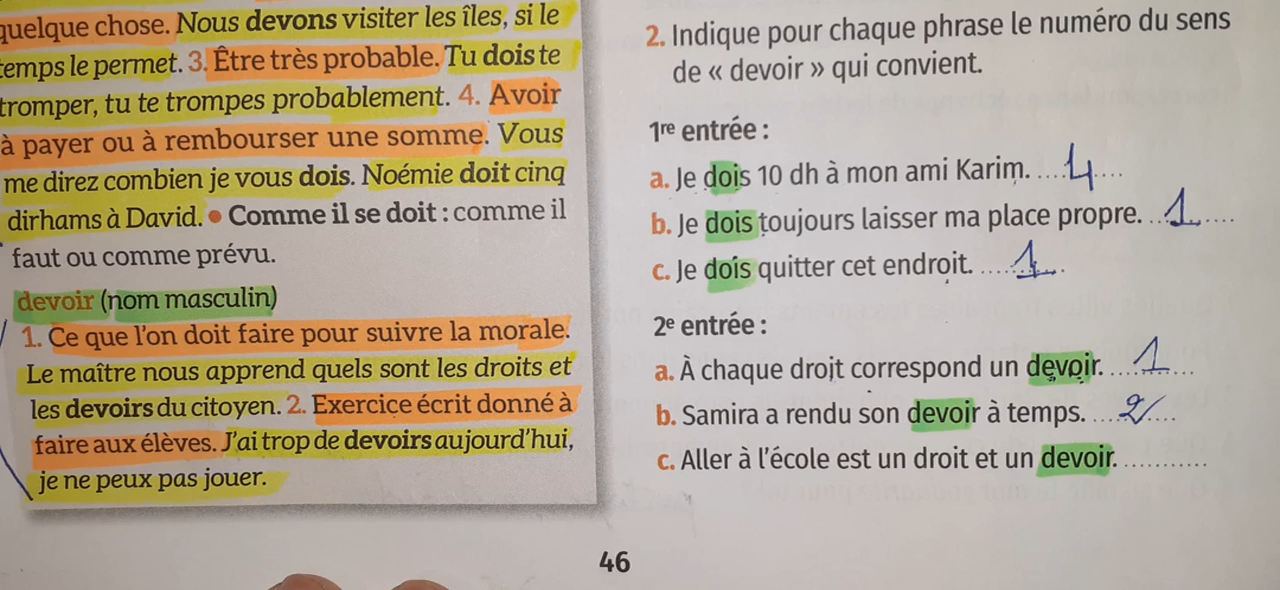 quelque chose. Nous devons visiter les îles, si le
temps le permet. 3. Être très probable. Tu dois te
tromper, tu te trompes probablement. 4. Avoir
à payer ou à rembourser une somme. Vous
me direz combien je vous dois. Noémie doit cinq
dirhams à David. • Comme il se doit : comme il
faut ou comme prévu.
devoir (nom masculin)
1. Ce que l'on doit faire pour suivre la morale.
Le maître nous apprend quels sont les droits et
les devoirs du citoyen. 2. Exercice écrit donné à
faire aux élèves. J'ai trop de devoirs aujourd'hui,
je ne peux pas jouer.
2. Indique pour chaque phrase le numéro du sens
de « devoir » qui convient.
1re entrée :
a. Je dois 10 dh à mon ami Karim. ....4....
b. Je dois toujours laisser ma place propre. ...1.....
c. Je dois quitter cet endroit. .....1....
2e entrée :
a. À chaque droit correspond un devoir. ....1....
b. Samira a rendu son devoir à temps. ....2....
c. Aller à l'école est un droit et un devoir. ...........
46